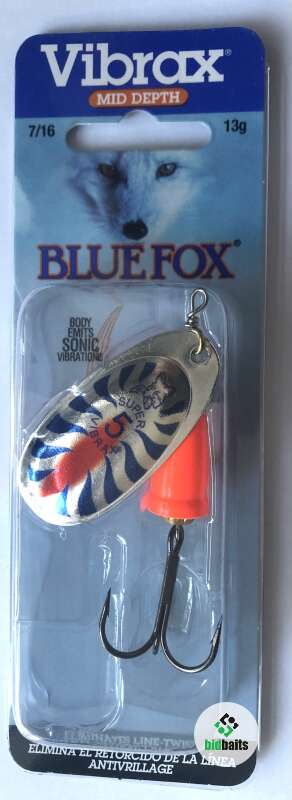 Vibrax®
MID DEPTH
7/16 13g
BLUE FOX®
BODY
EMITS
SONIC
VIBRATIONS
SUPER
5
VIBRAX
ELIMINATES LINE-TWIST
ELIMINA EL RETORCIDO DE LA LINEA
ANTIVRILLAGE
bidbaits